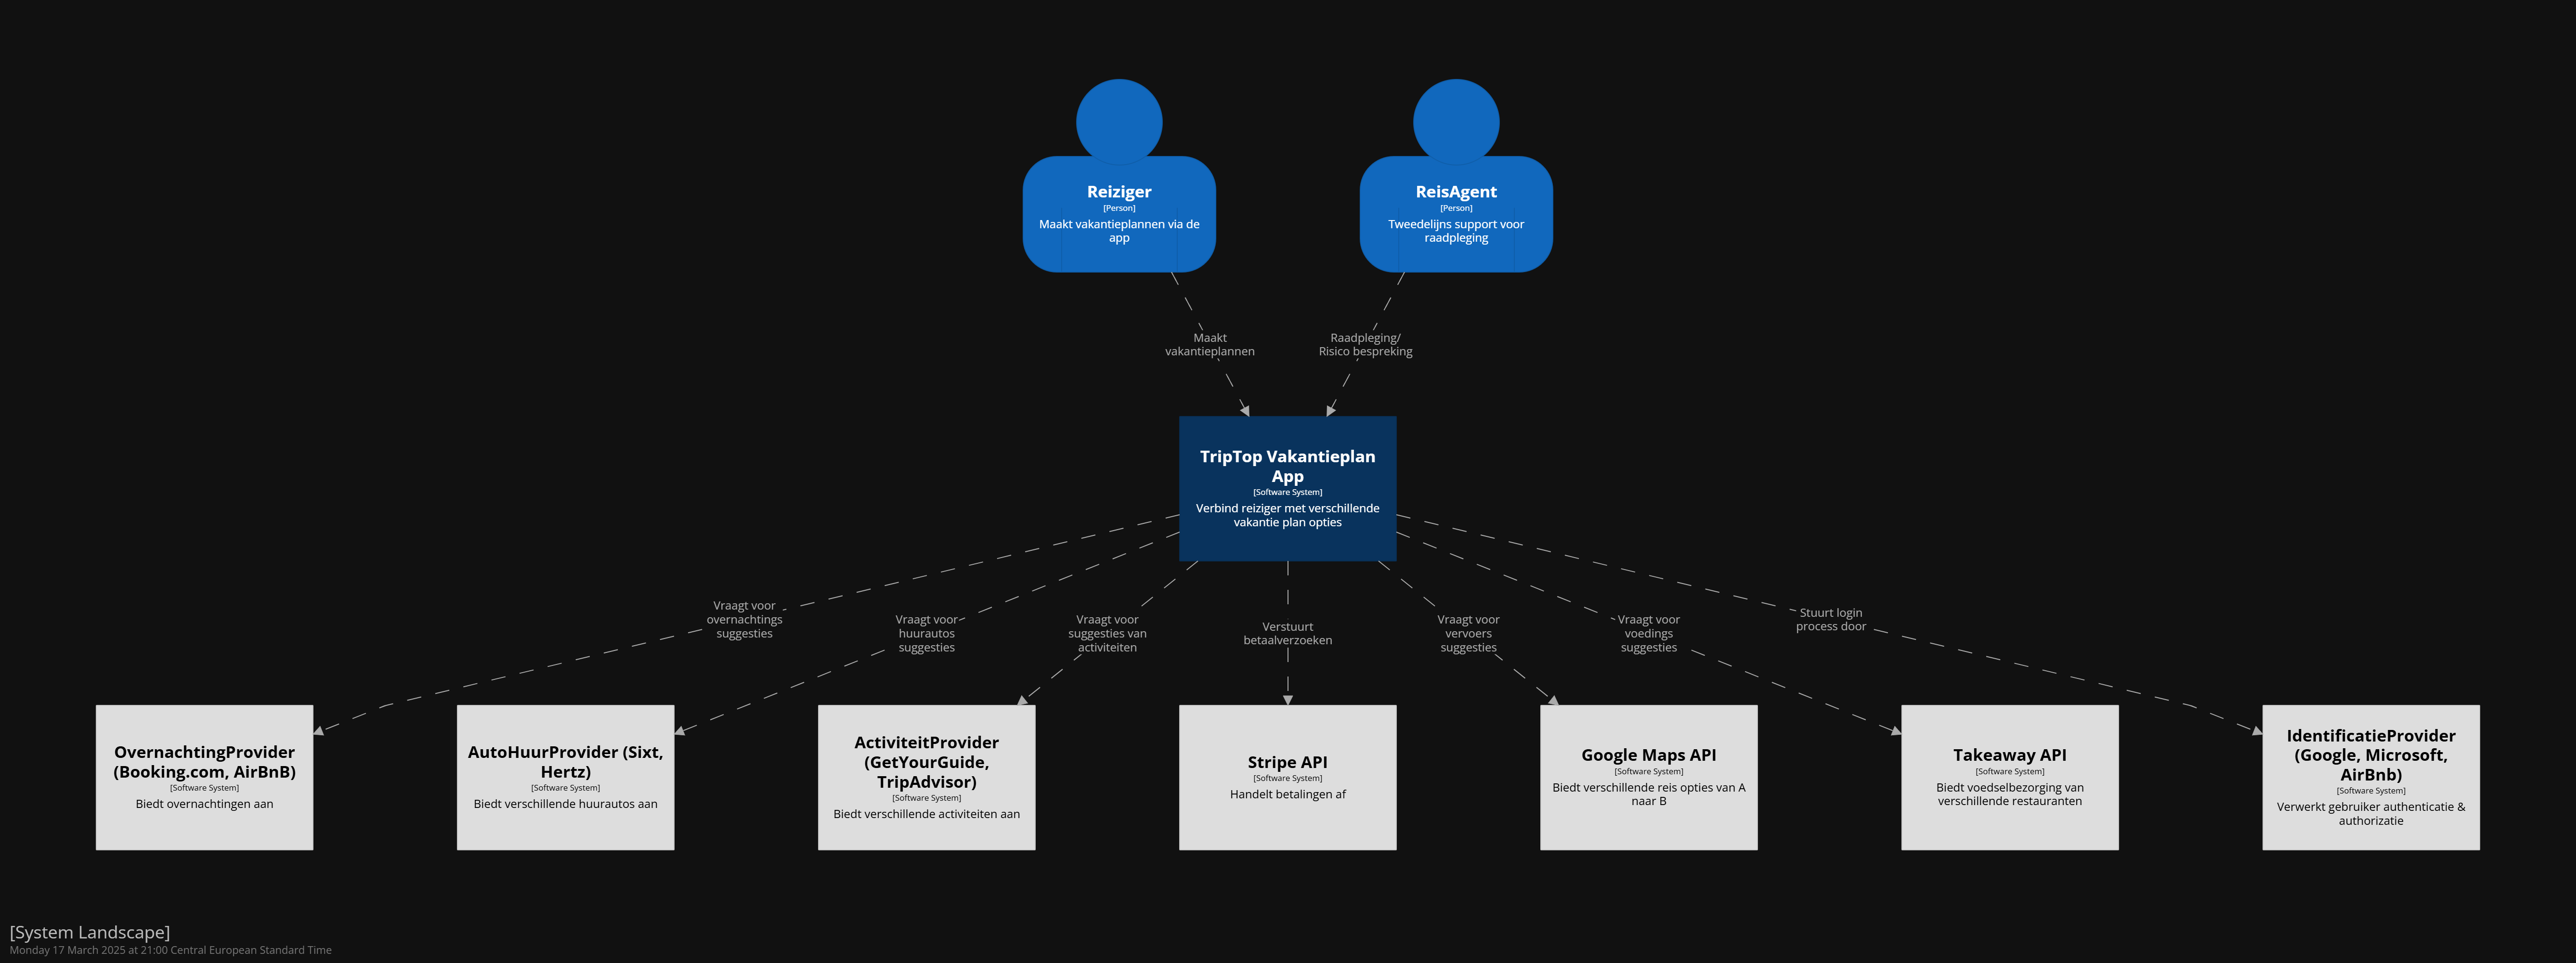 Reiziger
[Person]
Maakt vakantieplannen via de
app
ReisAgent
[Person]
Tweedelijns support voor
raadpleging
Maakt
vakantieplannen
Raadpleging/
Risico bespreking
TripTop Vakantieplan
App
[Software System]
Verbind reiziger met verschillende
vakantie plan opties
Vraagt voor
overnachtings
suggesties
Vraagt voor
huurautos
suggesties
Vraagt voor
suggesties van
activiteiten
Verstuurt
betaalverzoeken
Vraagt voor
vervoers
suggesties
Vraagt voor
voedings
suggesties
Stuurt login
process door
OvernachtingProvider
(Booking.com, AirBnB)
[Software System]
Biedt overnachtingen aan
AutoHuurProvider (Sixt,
Hertz)
[Software System]
Biedt verschillende huurautos aan
ActiviteitProvider
(GetYourGuide,
TripAdvisor)
[Software System]
Biedt verschillende activiteiten aan
Stripe API
[Software System]
Handelt betalingen af
Google Maps API
[Software System]
Biedt verschillende reis opties van A
naar B
Takeaway API
[Software System]
Biedt voedselbezorging van
verschillende restauranten
IdentificatieProvider
(Google, Microsoft,
AirBnb)
[Software System]
Verwerkt gebruiker authenticatie &
authorizatie
[System Landscape]
Monday 17 March 2025 at 21:00 Central European Standard Time